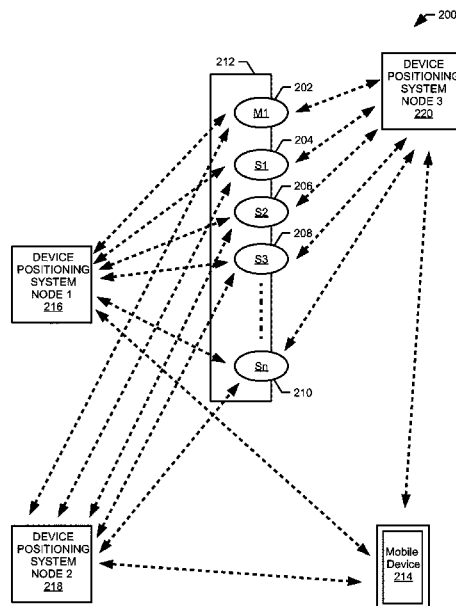 200
212
202
M1
204
S1
206
S2
208
S3
Sn
210
DEVICE
POSITIONING
SYSTEM
NODE 3
220
DEVICE
POSITIONING
SYSTEM
NODE 1
216
DEVICE
POSITIONING
SYSTEM
NODE 2
218
Mobile
Device
214